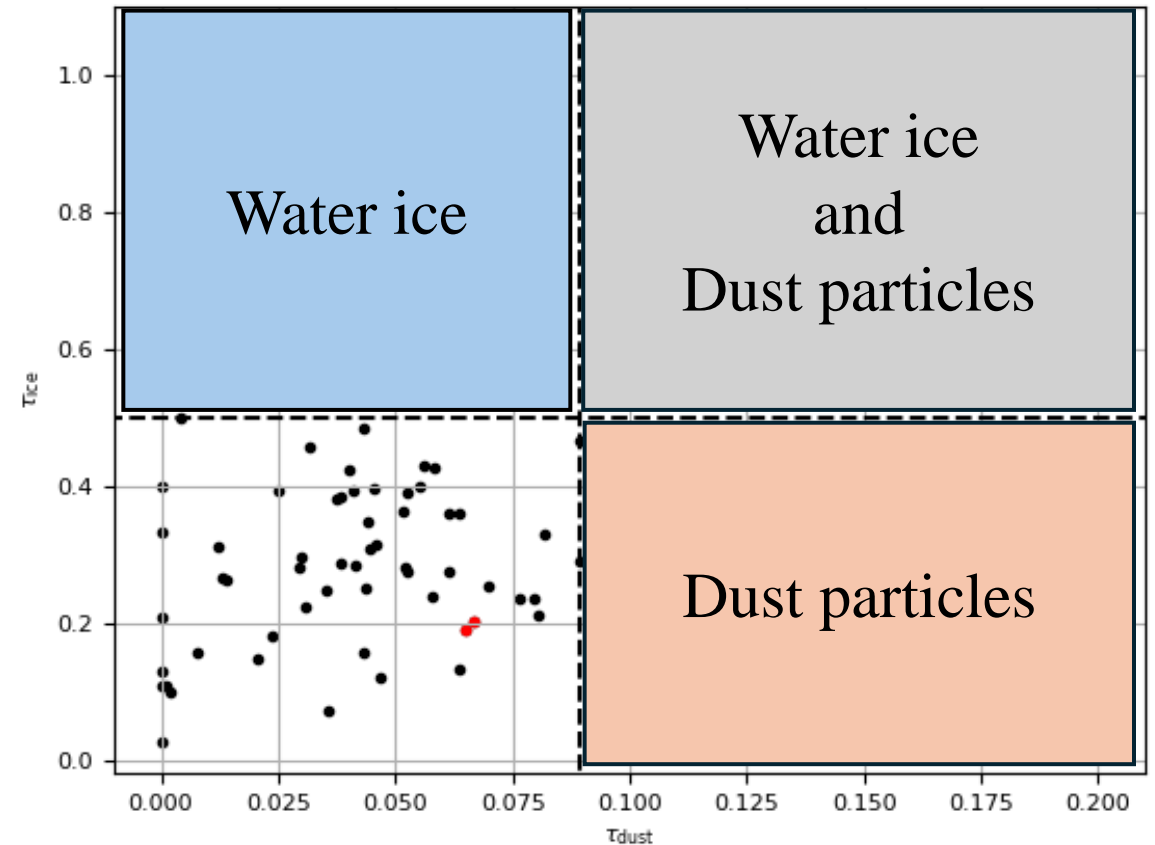 1.0
0.8
0.6
0.4
0.2
0.0
τice
Water ice
Water ice
and
Dust particles
Dust particles
0.000 0.025 0.050 0.075 0.100 0.125 0.150 0.175 0.200
τdust